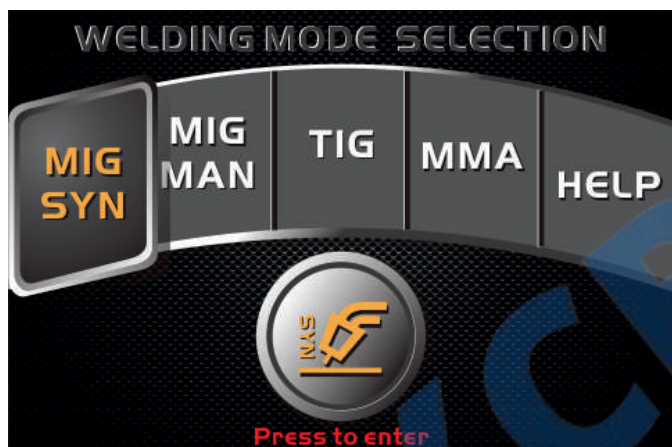 WELDING MODE SELECTION
MIG
SYN
MIG
MAN
TIG
MMA
HELP
SYN
Press to enter